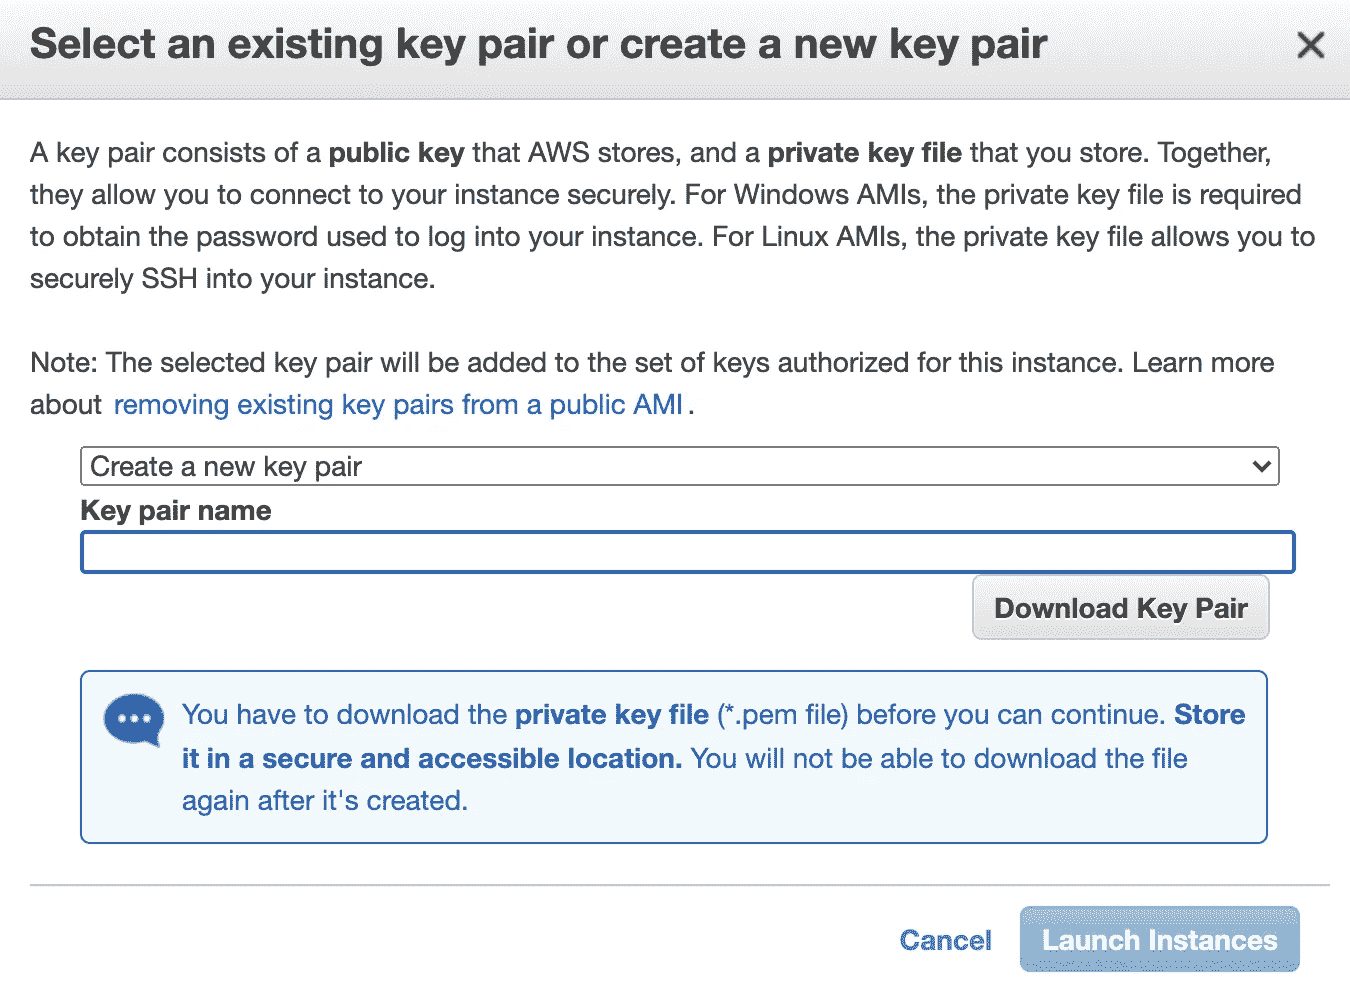 Select an existing key pair or create a new key pair
A key pair consists of a public key that AWS stores, and a private key file that you store. Together,
they allow you to connect to your instance securely. For Windows AMIs, the private key file is required
to obtain the password used to log into your instance. For Linux AMIs, the private key file allows you to
securely SSH into your instance.
Note: The selected key pair will be added to the set of keys authorized for this instance. Learn more
about removing existing key pairs from a public AMI.
Create a new key pair
Key pair name
Download Key Pair
You have to download the private key file (*.pem file) before you can continue. Store
it in a secure and accessible location. You will not be able to download the file
again after it's created.
Cancel
Launch Instances